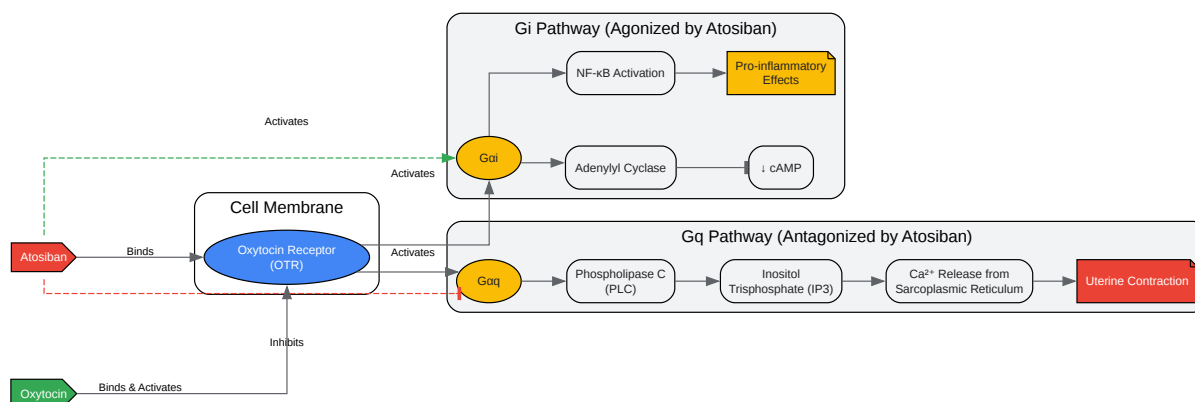 Gi Pathway (Agonized by Atosiban)
NF-κB Activation
Pro-inflammatory
Effects
Activates
Gαi
Activates
Adenylyl Cyclase
↓ cAMP
Cell Membrane
Gq Pathway (Antagonized by Atosiban)
Atosiban
Binds
Oxytocin Receptor
(OTR)
Activates
Gαq
Phospholipase C
(PLC)
Inositol
Trisphosphate (IP3)
Ca²⁺ Release from
Sarcoplasmic Reticulum
Uterine Contraction
Inhibits
Oxytocin
Binds & Activates